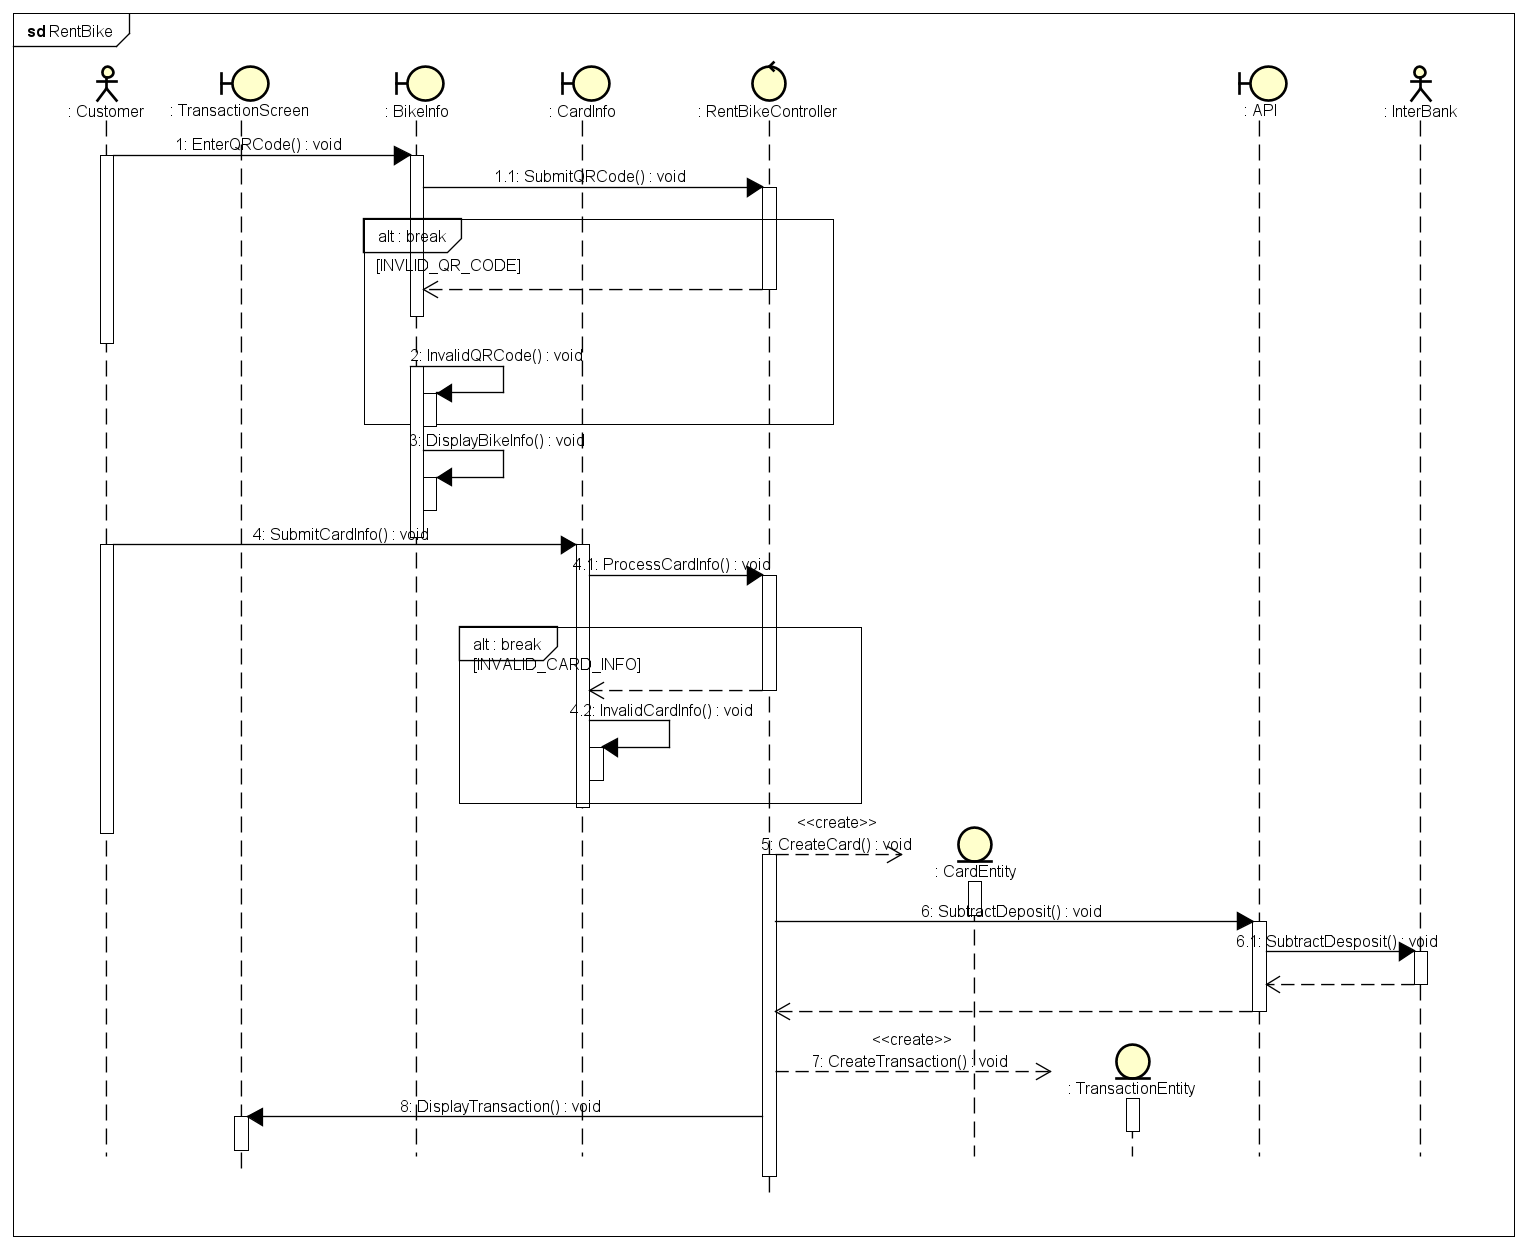 sd RentBike
: Customer
: TransactionScreen
: BikeInfo
: CardInfo
: RentBikeController
: API
: InterBank
1: EnterQRCode() : void
1.1: SubmitQRCode() : void
alt : break
[INVLID_QR_CODE]
2: InvalidQRCode() : void
3: DisplayBikeInfo() : void
4: SubmitCardInfo() : void
4.1: ProcessCardInfo() : void
alt : break
[INVALID_CARD_INFO]
4.2: InvalidCardInfo() : void
<<create>>
5: CreateCard() : void
: CardEntity
6: SubtractDeposit() : void
6.1: SubtractDesposit() : void
<<create>>
7: CreateTransaction() : void
: TransactionEntity
8: DisplayTransaction() : void